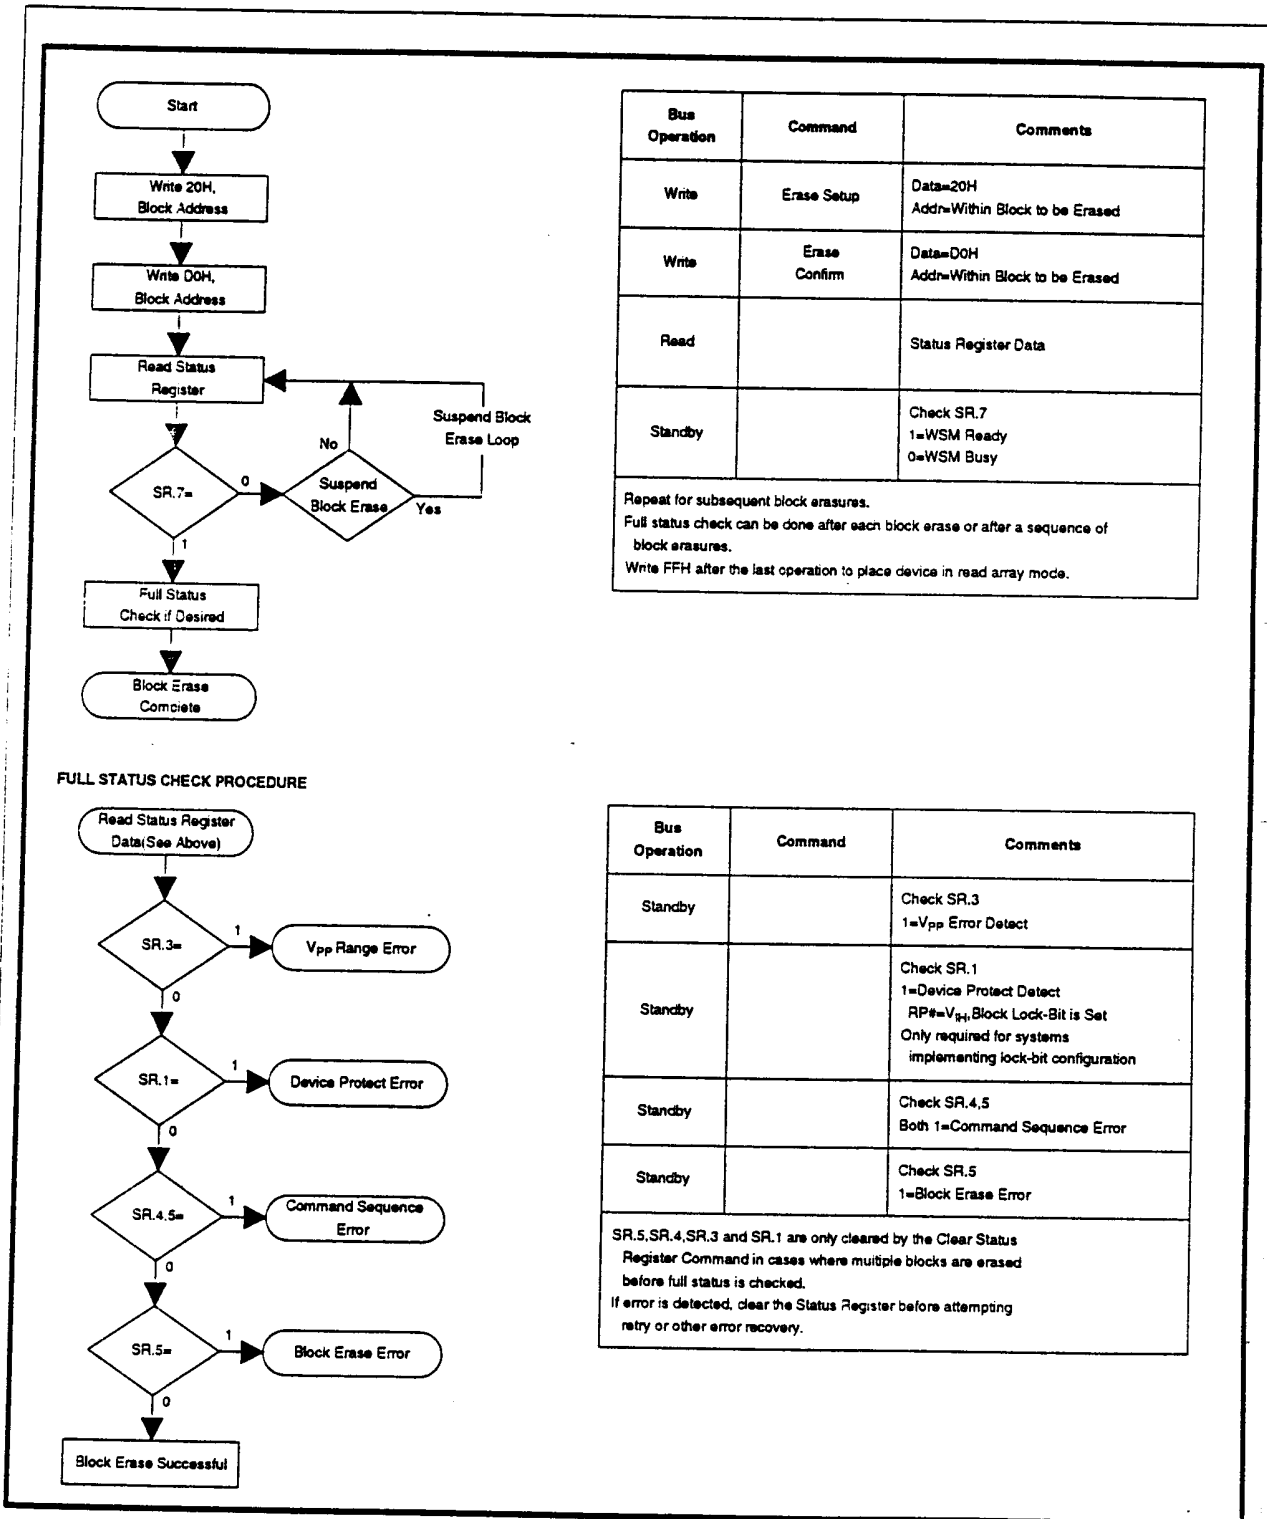 Start
Write 20H,
Block Address
Write D0H,
Block Address
Read Status
Register
Suspend Block
Erase Loop
No
SR.7=
0
Suspend
Block Erase
Yes
1
Full Status
Check if Desired
Block Erase
Complete
Bus
Operation
Command
Comments
Write
Erase Setup
Data=20H
Addr=Within Block to be Erased
Write
Erase
Confirm
Data=D0H
Addr=Within Block to be Erased
Read
Status Register Data
Standby
Check SR.7
1=WSM Ready
0=WSM Busy
Repeat for subsequent block erasures.
Full status check can be done after each block erase or after a sequence of
block erasures.
Write FFH after the last operation to place device in read array mode.
FULL STATUS CHECK PROCEDURE
Read Status Register
Data(See Above)
SR.3=
1
VPP Range Error
0
SR.1=
1
Device Protect Error
0
SR.4,5=
1
Command Sequence
Error
0
SR.5=
1
Block Erase Error
0
Block Erase Successful
Bus
Operation
Command
Comments
Standby
Check SR.3
1=VPP Error Detect
Standby
Check SR.1
1=Device Protect Detect
RP#=VIH,Block Lock-Bit is Set
Only required for systems
implementing lock-bit configuration
Standby
Check SR.4,5
Both 1=Command Sequence Error
Standby
Check SR.5
1=Block Erase Error
SR.5,SR.4,SR.3 and SR.1 are only cleared by the Clear Status
Register Command in cases where multiple blocks are erased
before full status is checked.
If error is detected, clear the Status Register before attempting
retry or other error recovery.